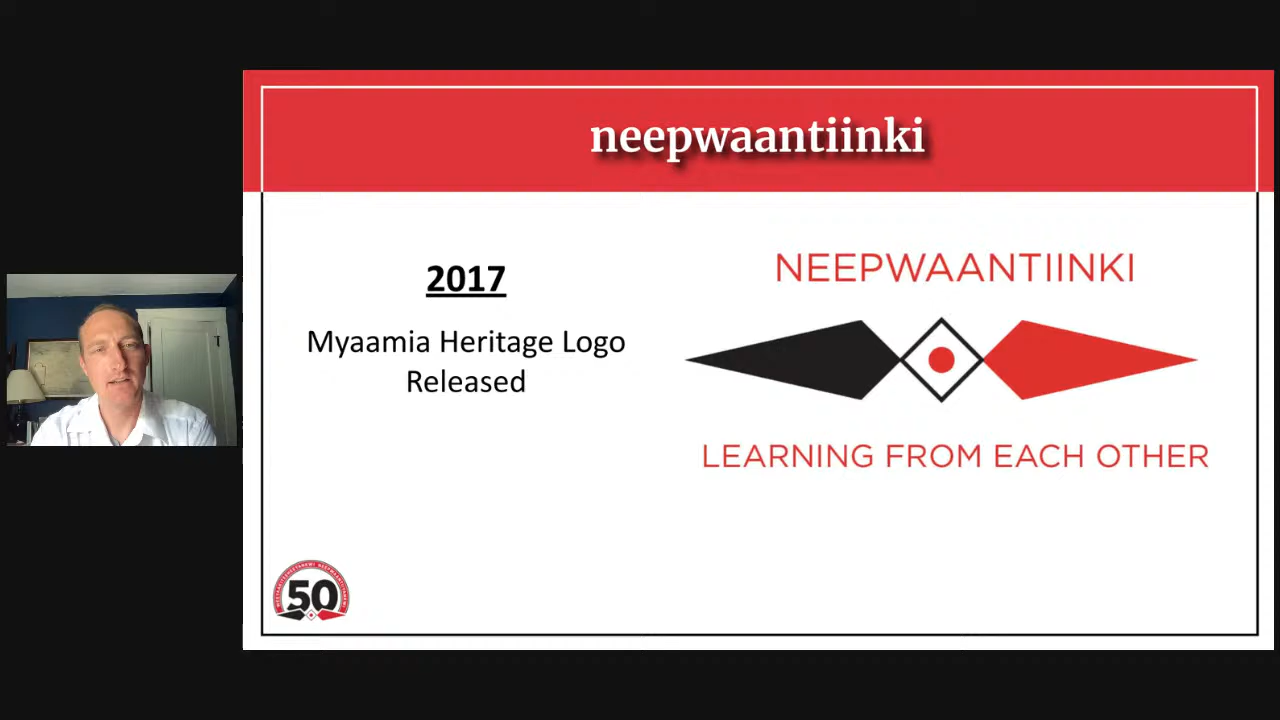 neepwaantiinki
2017
Myaamia Heritage Logo
Released
NEEPWAANTIINKI
LEARNING FROM EACH OTHER
50